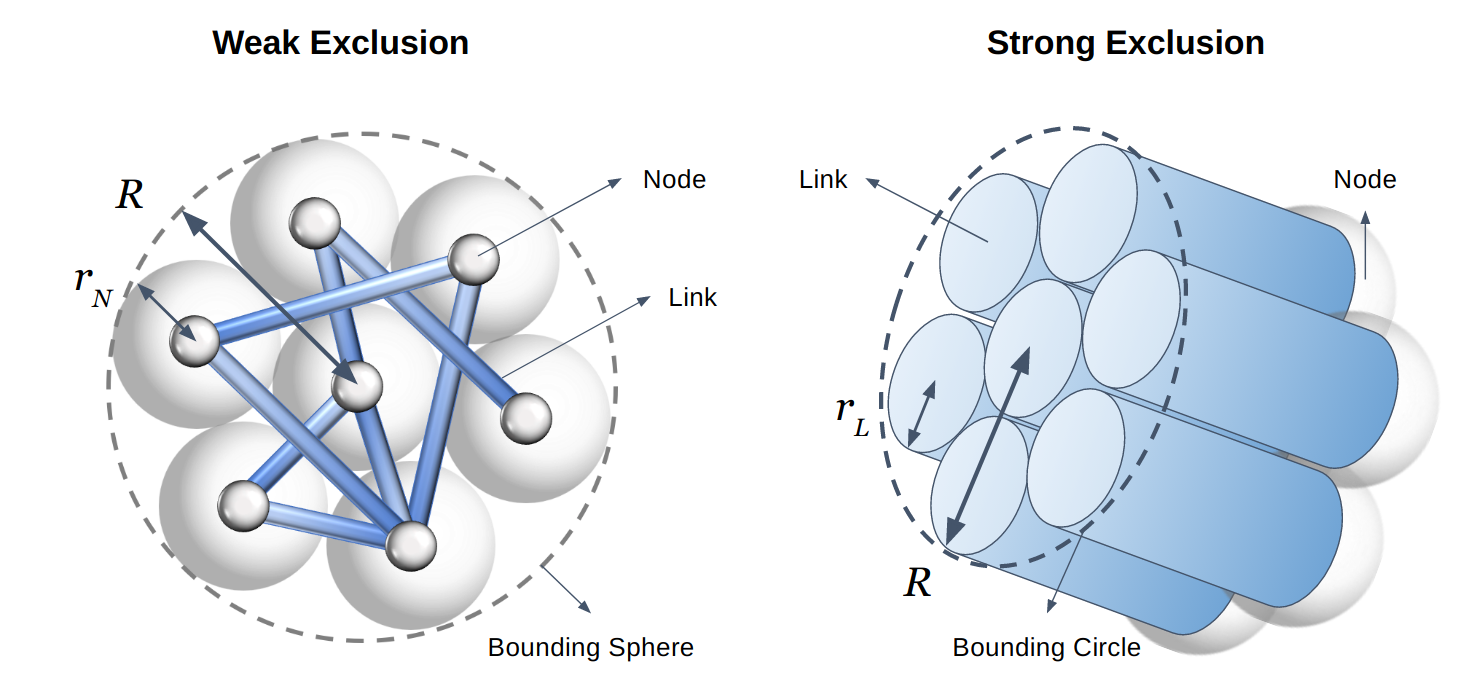 Weak Exclusion
Strong Exclusion
R
r_N
Node
Link
Bounding Sphere
Link
Node
r_L
R
Bounding Circle